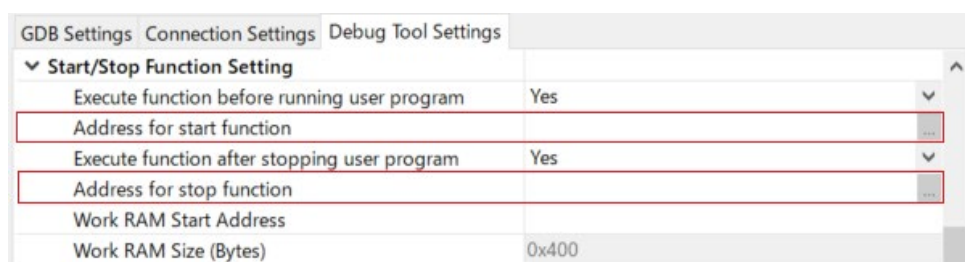 GDB Settings Connection Settings Debug Tool Settings
Start/Stop Function Setting
Execute function before running user program Yes
Address for start function ...
Execute function after stopping user program Yes
Address for stop function ...
Work RAM Start Address
Work RAM Size (Bytes) 0x400